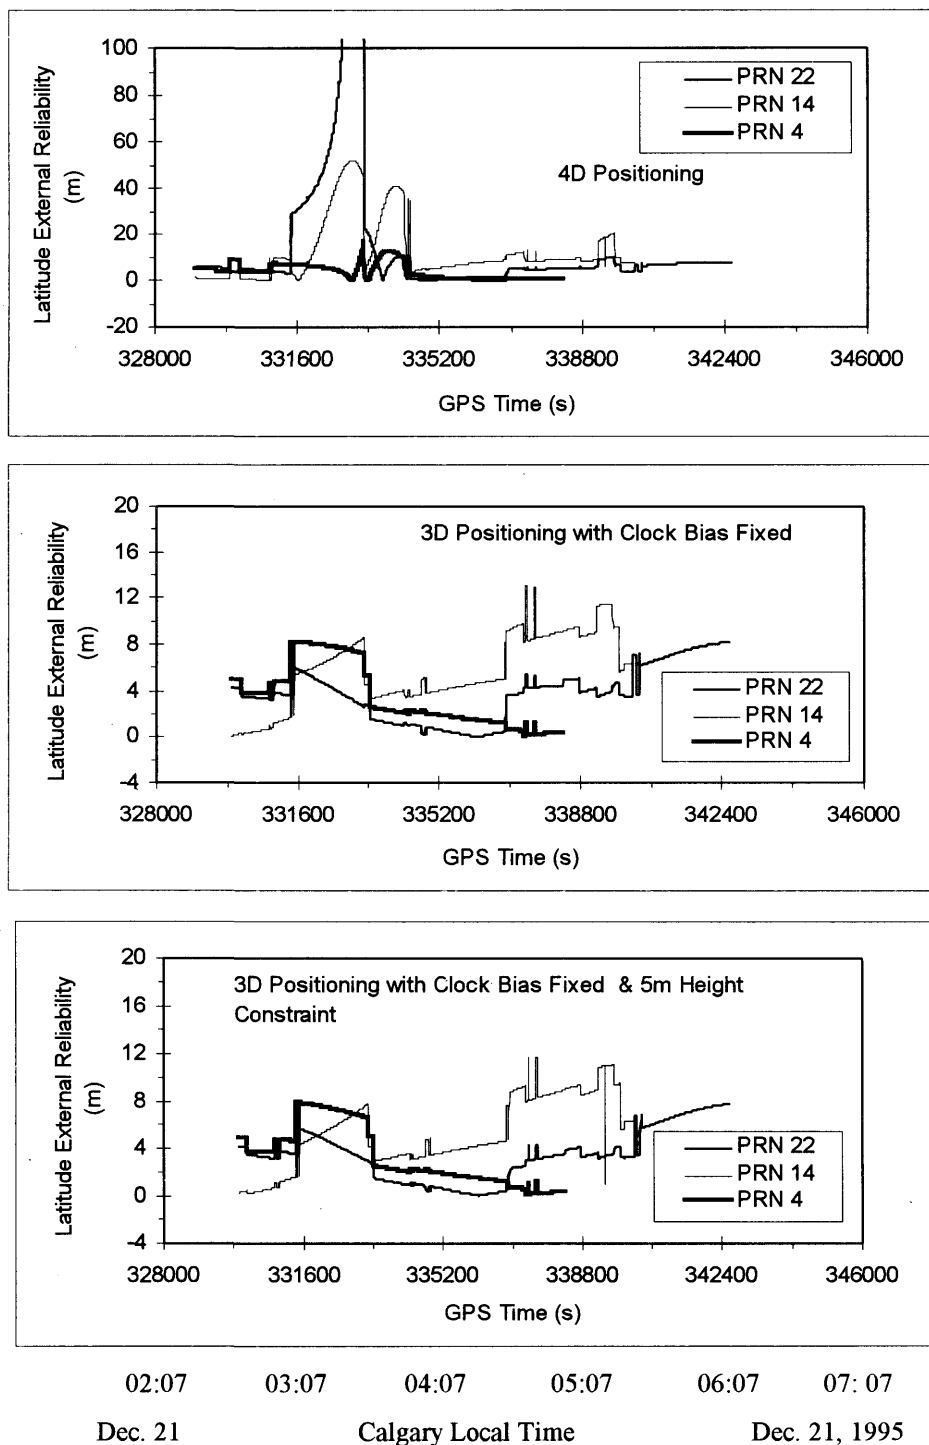 Latitude External Reliability
(m)
100
80
60
40
20
0
-20
PRN 22
PRN 14
PRN 4
4D Positioning
328000 331600 335200 338800 342400 346000
GPS Time (s)
Latitude External Reliability
(m)
20
16
12
8
4
0
-4
3D Positioning with Clock Bias Fixed
PRN 22
PRN 14
PRN 4
328000 331600 335200 338800 342400 346000
GPS Time (s)
Latitude External Reliability
(m)
20
16
12
8
4
0
-4
3D Positioning with Clock Bias Fixed & 5m Height
Constraint
PRN 22
PRN 14
PRN 4
328000 331600 335200 338800 342400 346000
GPS Time (s)
02:07 03:07 04:07 05:07 06:07 07: 07
Dec. 21 Calgary Local Time Dec. 21, 1995